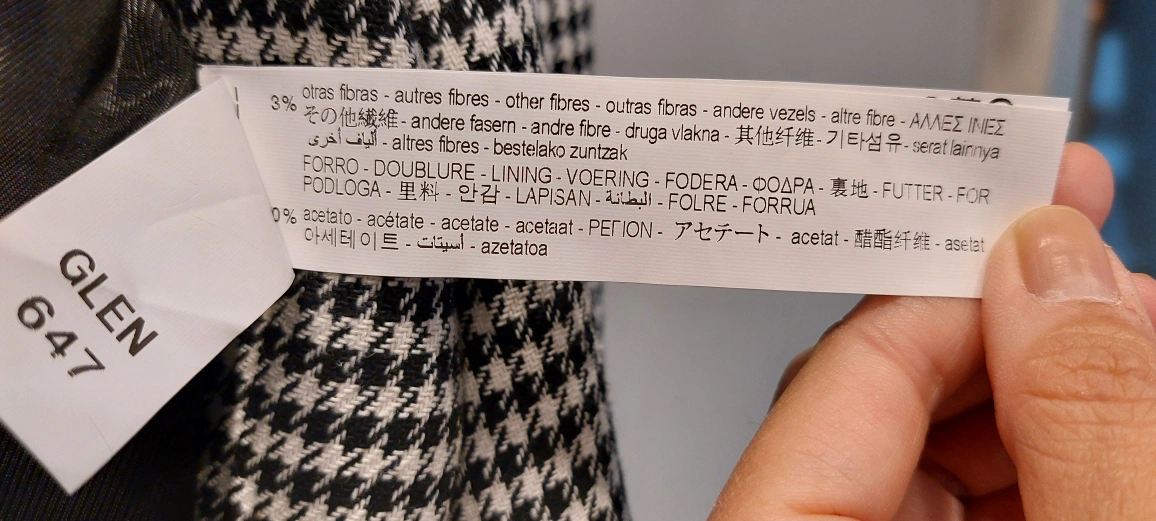 3% otras fibras - autres fibres - other fibres - outras fibras - andere vezels - altre fibre - ΑΛΛΕΣ ΙΝΕΣ
その他繊維 - andere fasern - andre fibre - druga vlakna - 其他纤维 - 기타섬유 - serat lainnya
ألياف أخرى - altres fibres - bestelako zuntzak
FORRO - DOUBLURE - LINING - VOERING - FODERA - ΦΟΔΡΑ - 裏地 - FUTTER - FOR
PODLOGA - 里料 - 안감 - LAPISAN - البطانة - FOLRE - FORRUA
0% acetato - acétate - acetate - acetaat - ΡΕΓΙΟΝ - アセテート - acetat - 醋酯纤维 - asetat
아세테이트 - أسيتات - azetatoa
GLEN
647